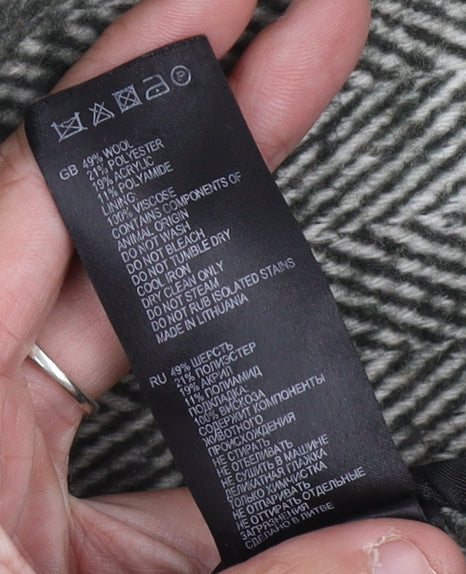 P
GB 49% WOOL
21% POLYESTER
19% ACRYLIC
11% POLYAMIDE
LINING:
100% VISCOSE
CONTAINS COMPONENTS OF
ANIMAL ORIGIN
DO NOT WASH
DO NOT BLEACH
DO NOT TUMBLE DRY
COOL IRON
DRY CLEAN ONLY
DO NOT STEAM
DO NOT RUB ISOLATED STAINS
MADE IN LITHUANIA
RU 49% ШЕРСТЬ
21% ПОЛИЭСТЕР
19% АКРИЛ
11% ПОЛИАМИД
ПОДКЛАДКА:
100% ВИСКОЗА
СОДЕРЖИТ КОМПОНЕНТЫ
ЖИВОТНОГО
ПРОИСХОЖДЕНИЯ
НЕ СТИРАТЬ
НЕ ОТБЕЛИВАТЬ
НЕ СУШИТЬ В МАШИНЕ
ДЕЛИКАТНАЯ ГЛАЖКА
ТОЛЬКО ХИМЧИСТКА
НЕ ОТПАРИВАТЬ
НЕ ОТТИРАТЬ ОТДЕЛЬНЫЕ
ЗАГРЯЗНЕНИЯ
СДЕЛАНО В ЛИТВЕ